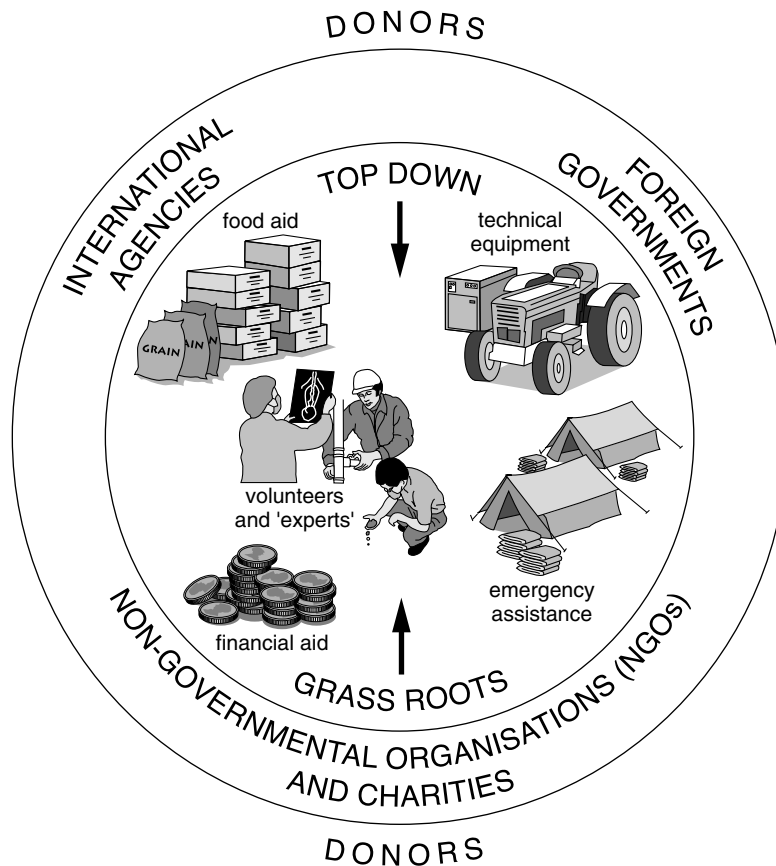 DONORS
INTERNATIONAL
AGENCIES
FOREIGN
GOVERNMENTS
TOP DOWN
food aid
technical
equipment
GRAIN
AIN
N
volunteers
and 'experts'
financial aid
emergency
assistance
GRASS ROOTS
NON-GOVERNMENTAL ORGANISATIONS (NGOs)
AND CHARITIES
DONORS